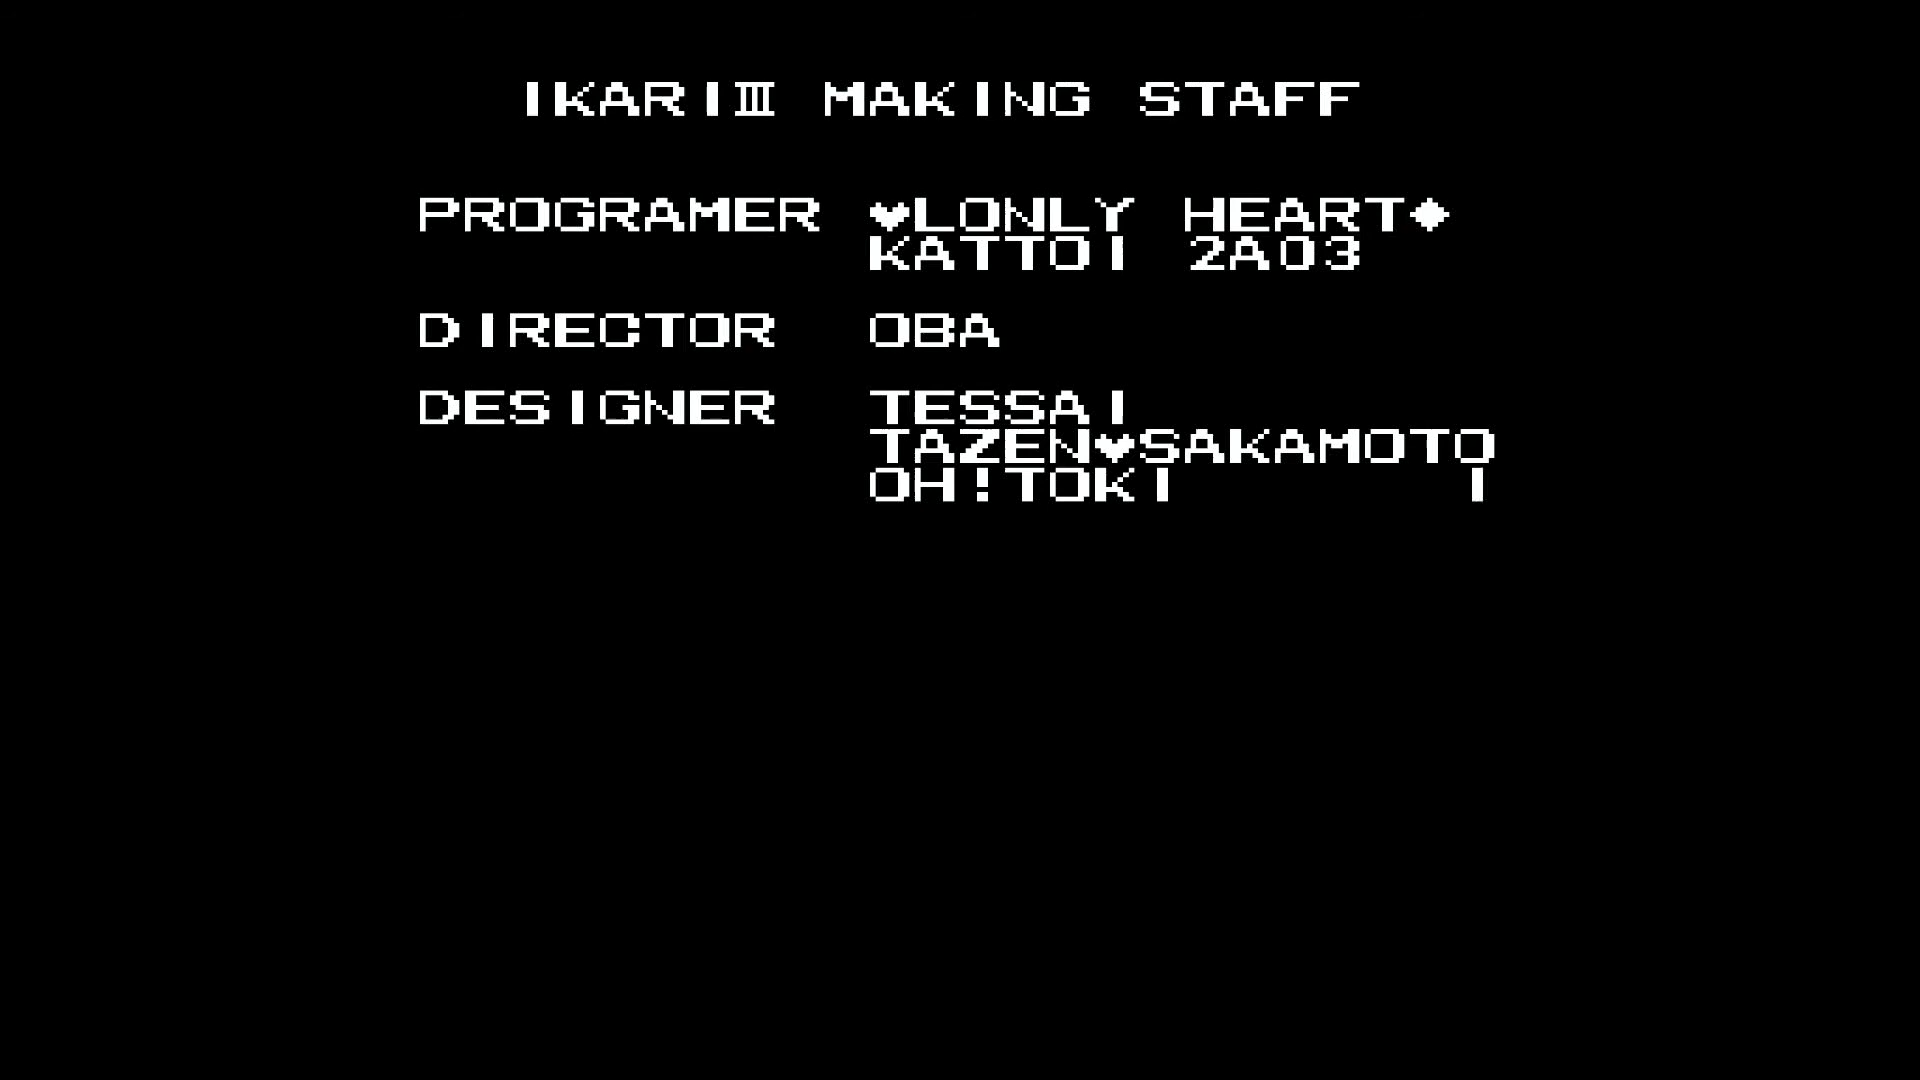 IKARIⅢ MAKING STAFF
PROGRAMER ♥LONLY HEART◆
KATTOI 2A03
DIRECTOR OBA
DESIGNER TESSAI
TAZEN♥SAKAMOTO
OH!TOKI I